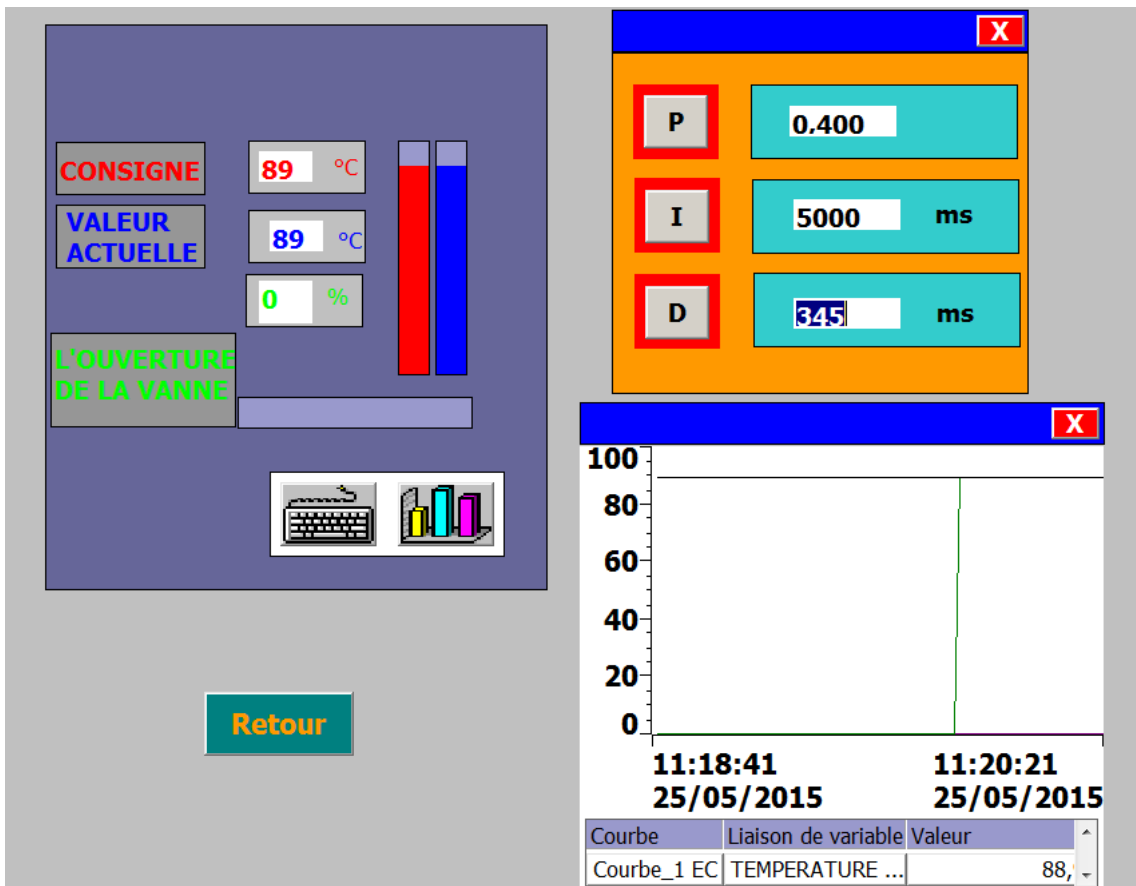 CONSIGNE
89 °C
VALEUR
ACTUELLE
89 °C
0 %
L'OUVERTURE
DE LA VANNE
Retour
X
P
0,400
I
5000 ms
D
345 ms
X
100
80
60
40
20
0
11:18:41
25/05/2015
11:20:21
25/05/2015
Courbe Liaison de variable Valeur
Courbe_1 EC TEMPERATURE ... 88,